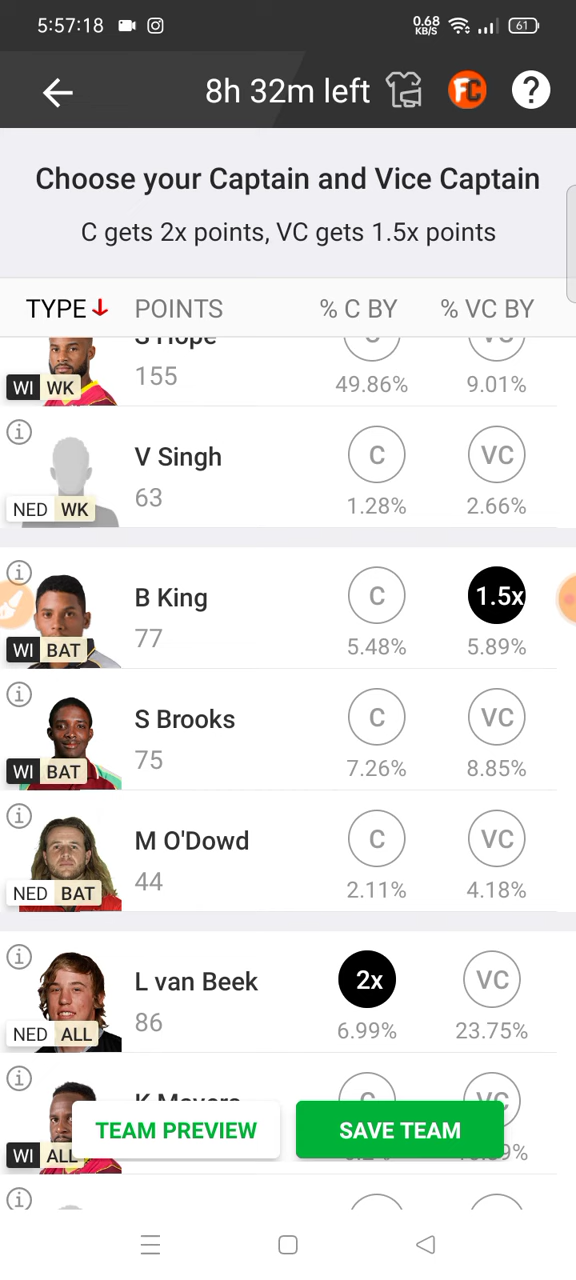 5:57:18 0.68 KB/S 61
8h 32m left FC ?
Choose your Captain and Vice Captain
C gets 2x points, VC gets 1.5x points
TYPE POINTS % C BY % VC BY
S Hope C VC
155
WI WK 49.86% 9.01%
V Singh C VC
63
NED WK 1.28% 2.66%
B King C 1.5x
77
WI BAT 5.48% 5.89%
S Brooks C VC
75
WI BAT 7.26% 8.85%
M O'Dowd C VC
44
NED BAT 2.11% 4.18%
L van Beek 2x VC
86
NED ALL 6.99% 23.75%
K Mayers C VC
TEAM PREVIEW SAVE TEAM
WI ALL